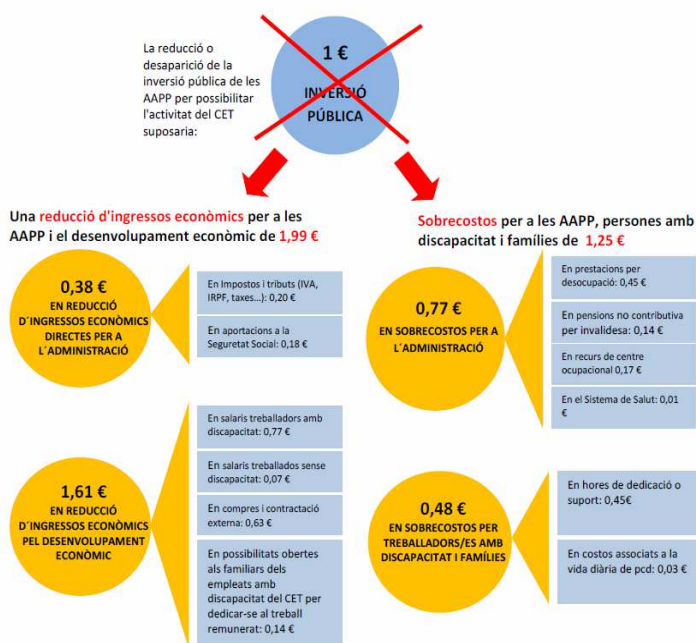 La reducció o
desaparició de la
inversió pública de les
AAPP per possibilitar
l'activitat del CET
suposaria:
1 €
INVERSIÓ
PÚBLICA
Una reducció d'ingressos econòmics per a les
AAPP i el desenvolupament econòmic de 1,99 €
0,38 €
EN REDUCCIÓ
D´INGRESSOS ECONÒMICS
DIRECTES PER A
L´ADMINISTRACIÓ
En Impostos i tributs (IVA,
IRPF, taxes...): 0,20 €
En aportacions a la
Seguretat Social: 0,18 €
1,61 €
EN REDUCCIÓ
D´INGRESSOS ECONÒMICS
PEL DESENVOLUPAMENT
ECONÒMIC
En salaris treballadors amb
discapacitat: 0,77 €
En salaris treballados sense
discapacitat: 0,07 €
En compres i contractació
externa: 0,63 €
En possibilitats obertes
als familiars dels
empleats amb
discapacitat del CET per
dedicar-se al treball
remunerat: 0,14 €
Sobrecostos per a les AAPP, persones amb
discapacitat i famílies de 1,25 €
0,77 €
EN SOBRECOSTOS PER A
L´ADMINISTRACIÓ
En prestacions per
desocupació: 0,45 €
En pensions no contributiva
per invalidesa: 0,14 €
En recurs de centre
ocupacional 0,17 €
En el Sistema de Salut: 0,01
€
0,48 €
EN SOBRECOSTOS PER
TREBALLADORS/ES AMB
DISCAPACITAT I FAMÍLIES
En hores de dedicació o
suport: 0,45€
En costos associats a la
vida diària de pcd: 0,03 €